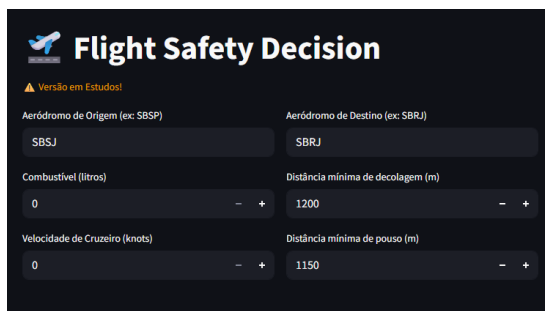 Flight Safety Decision
Versão em Estudos!
Aeródromo de Origem (ex: SBSP)
Aeródromo de Destino (ex: SBRJ)
SBSJ
SBRJ
Combustível (litros)
Distância mínima de decolagem (m)
0 − +
1200 − +
Velocidade de Cruzeiro (knots)
Distância mínima de pouso (m)
0 − +
1150 − +